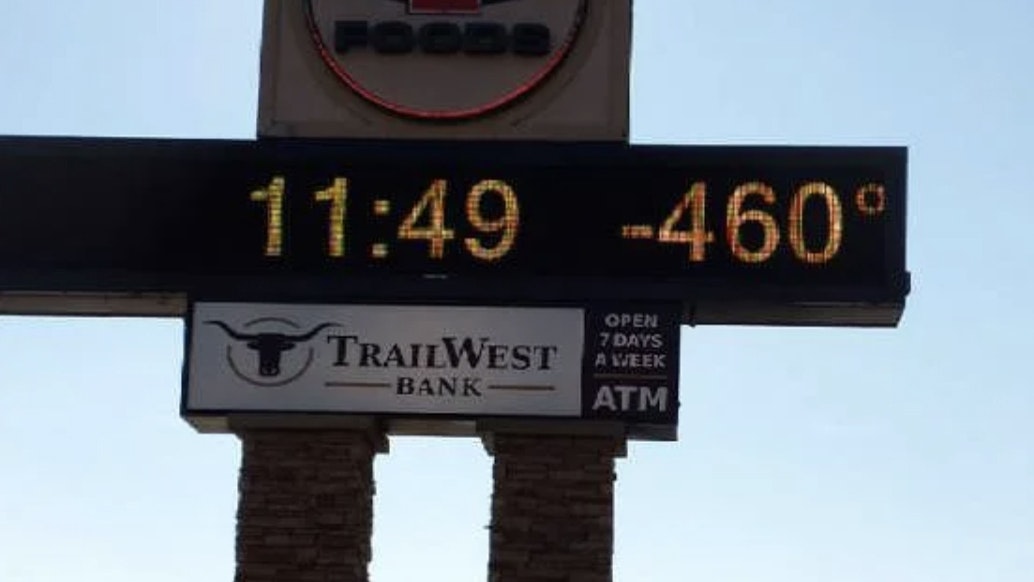 FOODS
11:49 -460°
TRAILWEST
BANK
OPEN
7 DAYS
A WEEK
ATM